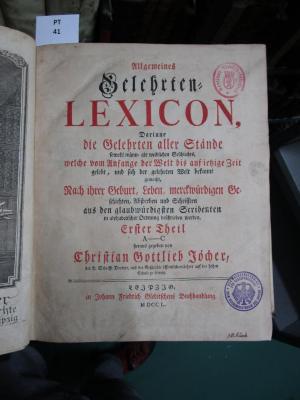 PT
41
Allgemeines
Gelehrten-
LEXICON,
Darinne
die Gelehrten aller Stände
sowohl männ- als weiblichen Geschlechts,
welche vom Anfange der Welt bis auf ietzige Zeit
gelebt, und sich der gelehrten Welt bekannt
gemacht,
Nach ihrer Geburt, Leben, merckwürdigen Ge-
schichten, Absterben und Schrifften
aus den glaubwürdigsten Scribenten
in alphabetischer Ordnung beschrieben werden.
Erster Theil
A—C
heraus gegeben von
Christian Gottlieb Jöcher,
LEIPZIG,
in Johann Friedrich Gleditschens Buchhandlung.
MDCCL.